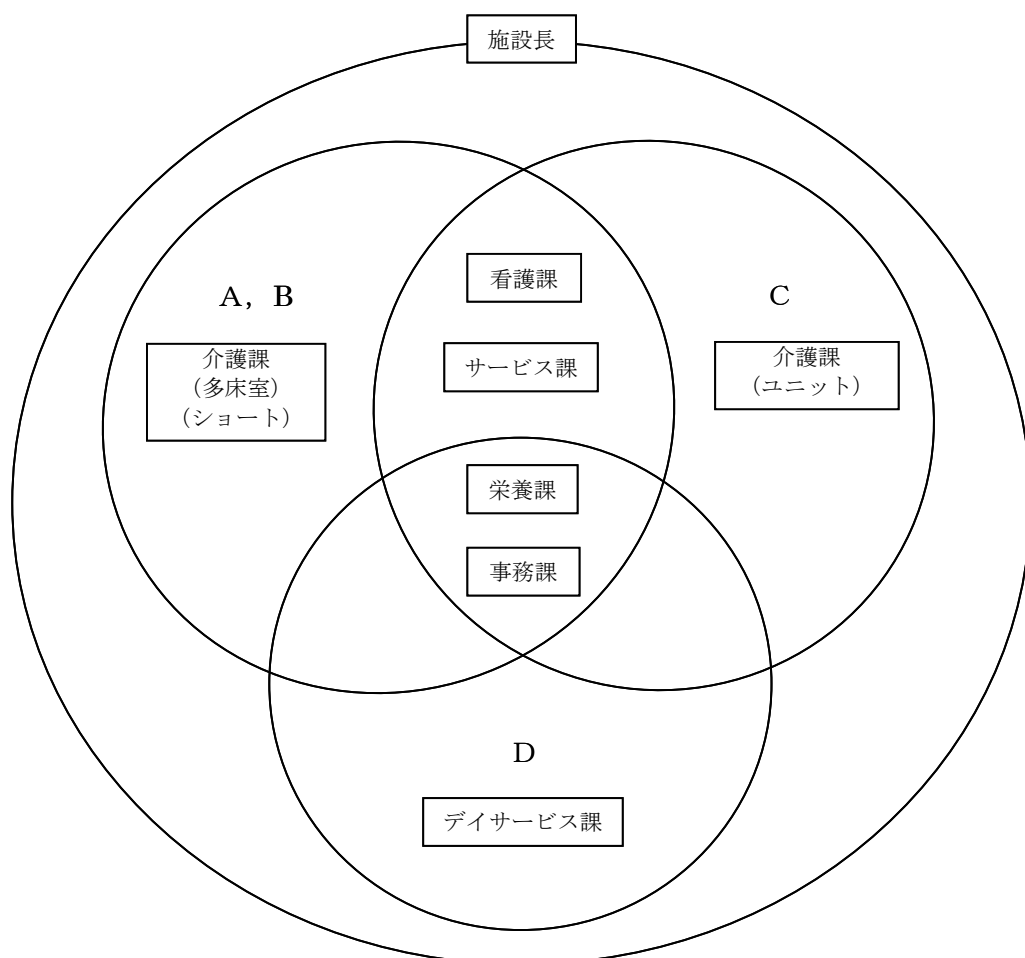 施設長
看護課
A，B
C
サービス課
介護課
（多床室）
（ショート）
介護課
（ユニット）
栄養課
事務課
D
デイサービス課